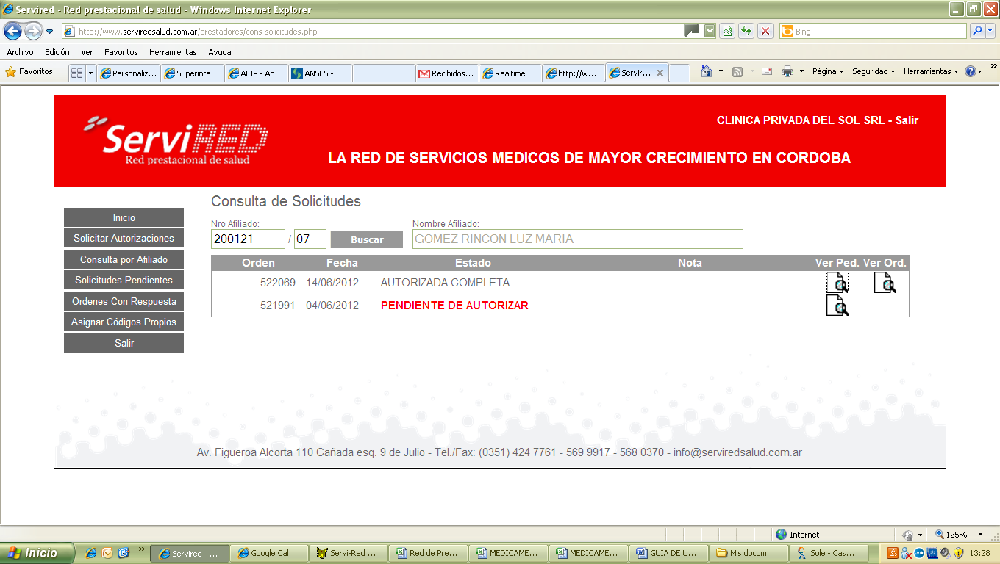 Servired - Red prestacional de salud - Windows Internet Explorer
http://www.serviredsalud.com.ar/prestadores/cons-solicitudes.php
Bing
Archivo Edición Ver Favoritos Herramientas Ayuda
Favoritos
Personaliz... Superinte... AFIP - Ad... ANSES - ... Recibidos... Realtime ... http://w... Servir...
Página Seguridad Herramientas
ServiRED
Red prestacional de salud
CLINICA PRIVADA DEL SOL SRL - Salir
LA RED DE SERVICIOS MEDICOS DE MAYOR CRECIMIENTO EN CORDOBA
Inicio
Solicitar Autorizaciones
Consulta por Afiliado
Solicitudes Pendientes
Ordenes Con Respuesta
Asignar Códigos Propios
Salir
Consulta de Solicitudes
Nro Afiliado: Nombre Afiliado:
200121 / 07 Buscar GOMEZ RINCON LUZ MARIA
Orden Fecha Estado Nota Ver Ped. Ver Ord.
522069 14/06/2012 AUTORIZADA COMPLETA
521991 04/06/2012 PENDIENTE DE AUTORIZAR
Av. Figueroa Alcorta 110 Cañada esq. 9 de Julio - Tel./Fax: (0351) 424 7761 - 569 9917 - 568 0370 - info@serviredsalud.com.ar
Internet 125%
Inicio Servired - ... Google Cal... Servi-Red ... Red de Pre... MEDICAME... MEDICAME... GUIA DE U... Mis docum... Sole - Cas... 13:28